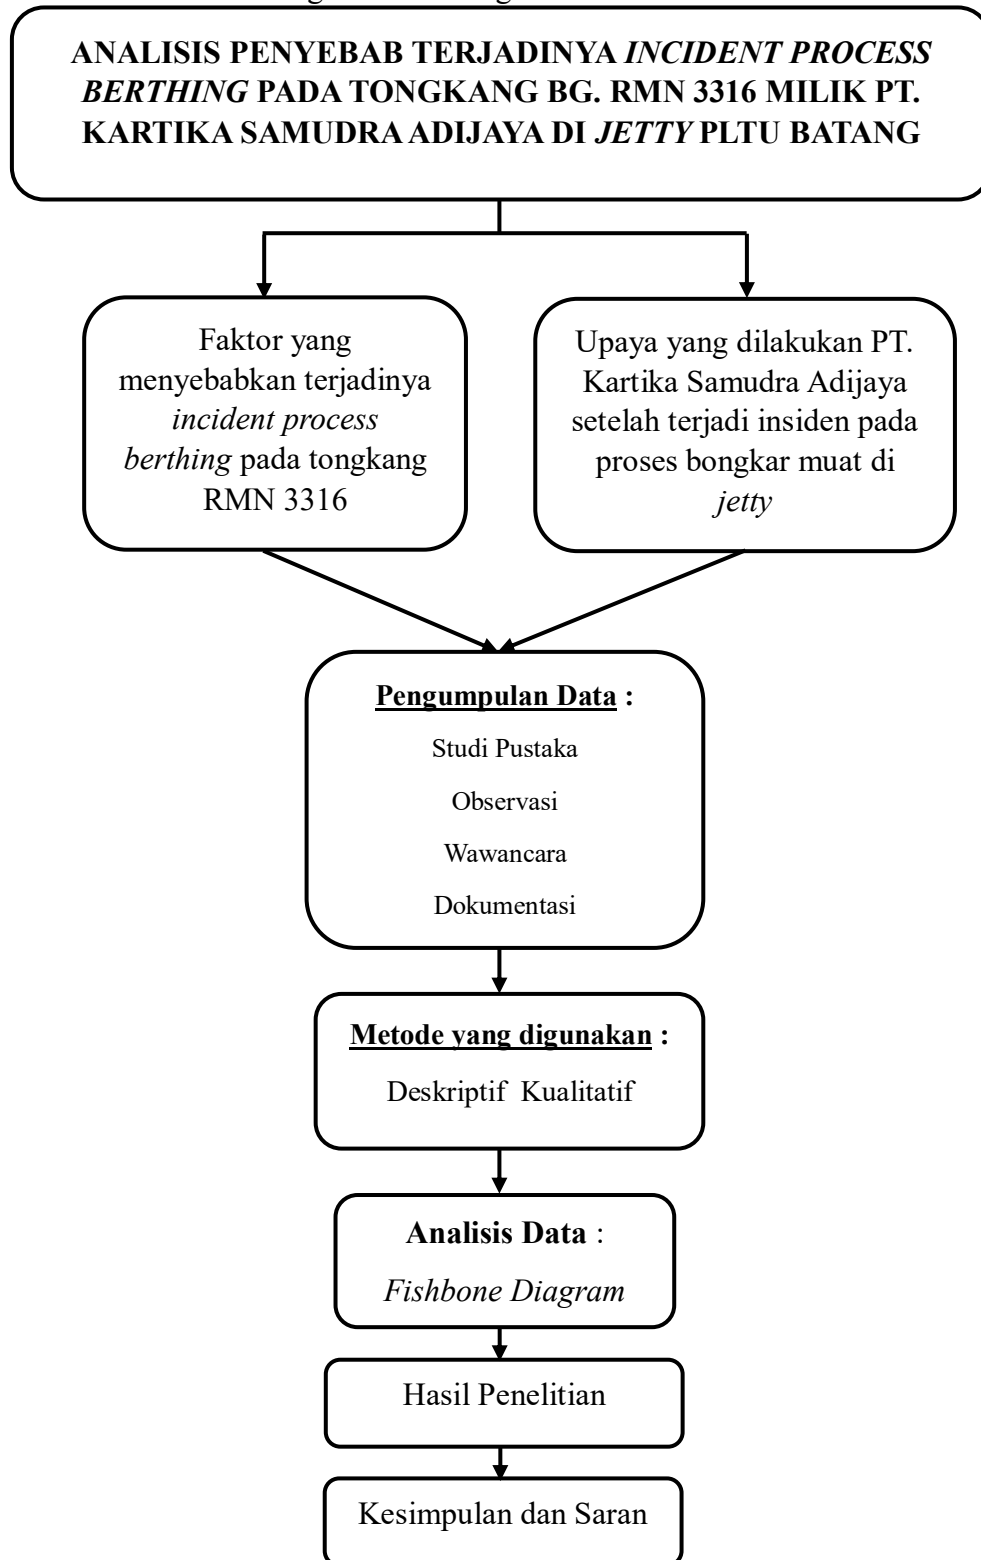 ANALISIS PENYEBAB TERJADINYA INCIDENT PROCESS
BERTHING PADA TONGKANG BG. RMN 3316 MILIK PT.
KARTIKA SAMUDRA ADIJAYA DI JETTY PLTU BATANG
Faktor yang
menyebabkan terjadinya
incident process
berthing pada tongkang
RMN 3316
Upaya yang dilakukan PT.
Kartika Samudra Adijaya
setelah terjadi insiden pada
proses bongkar muat di
jetty
Pengumpulan Data :
Studi Pustaka
Observasi
Wawancara
Dokumentasi
Metode yang digunakan :
Deskriptif  Kualitatif
Analisis Data :
Fishbone Diagram
Hasil Penelitian
Kesimpulan dan Saran